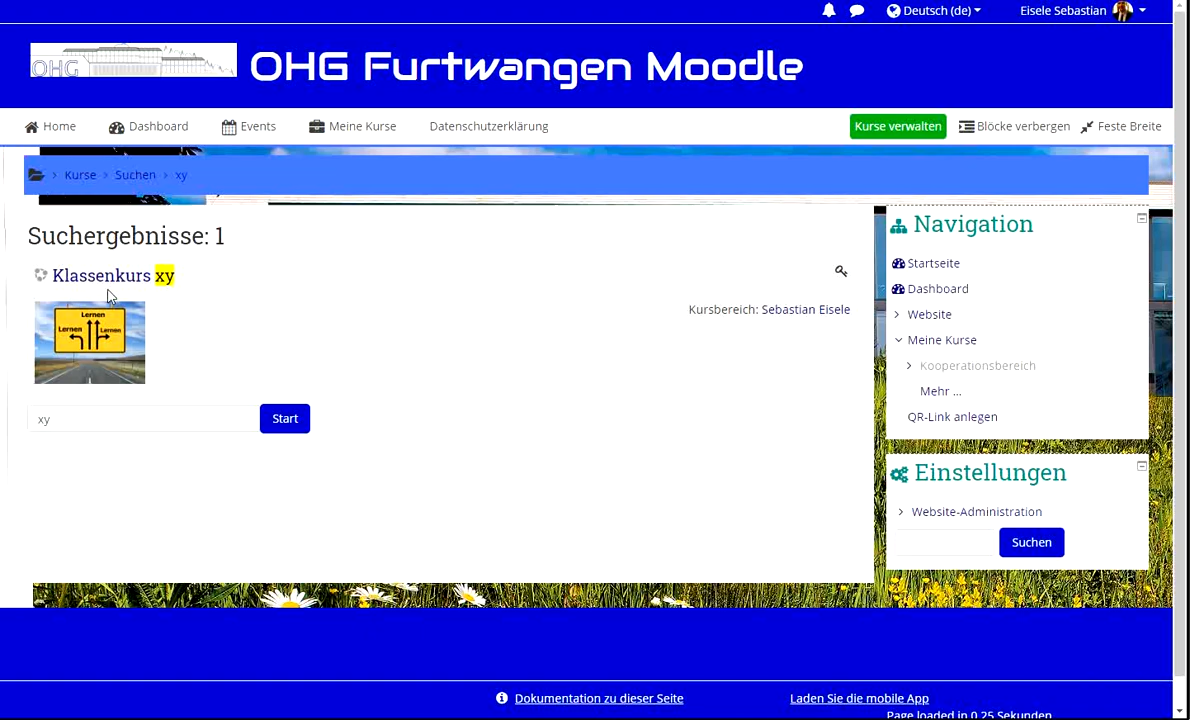 Deutsch (de)
Eisele Sebastian
OHG
OHG Furtwangen Moodle
Home
Dashboard
Events
Meine Kurse
Datenschutzerklärung
Kurse verwalten
Blöcke verbergen
Feste Breite
Kurse
Suchen
xy
Suchergebnisse: 1
Klassenkurs xy
Kursbereich: Sebastian Eisele
Lernen
Lernen
Lernen
xy
Start
Navigation
Startseite
Dashboard
Website
Meine Kurse
Kooperationsbereich
Mehr ...
QR-Link anlegen
Einstellungen
Website-Administration
Suchen
Dokumentation zu dieser Seite
Laden Sie die mobile App
Page loaded in 0.25 Sekunden